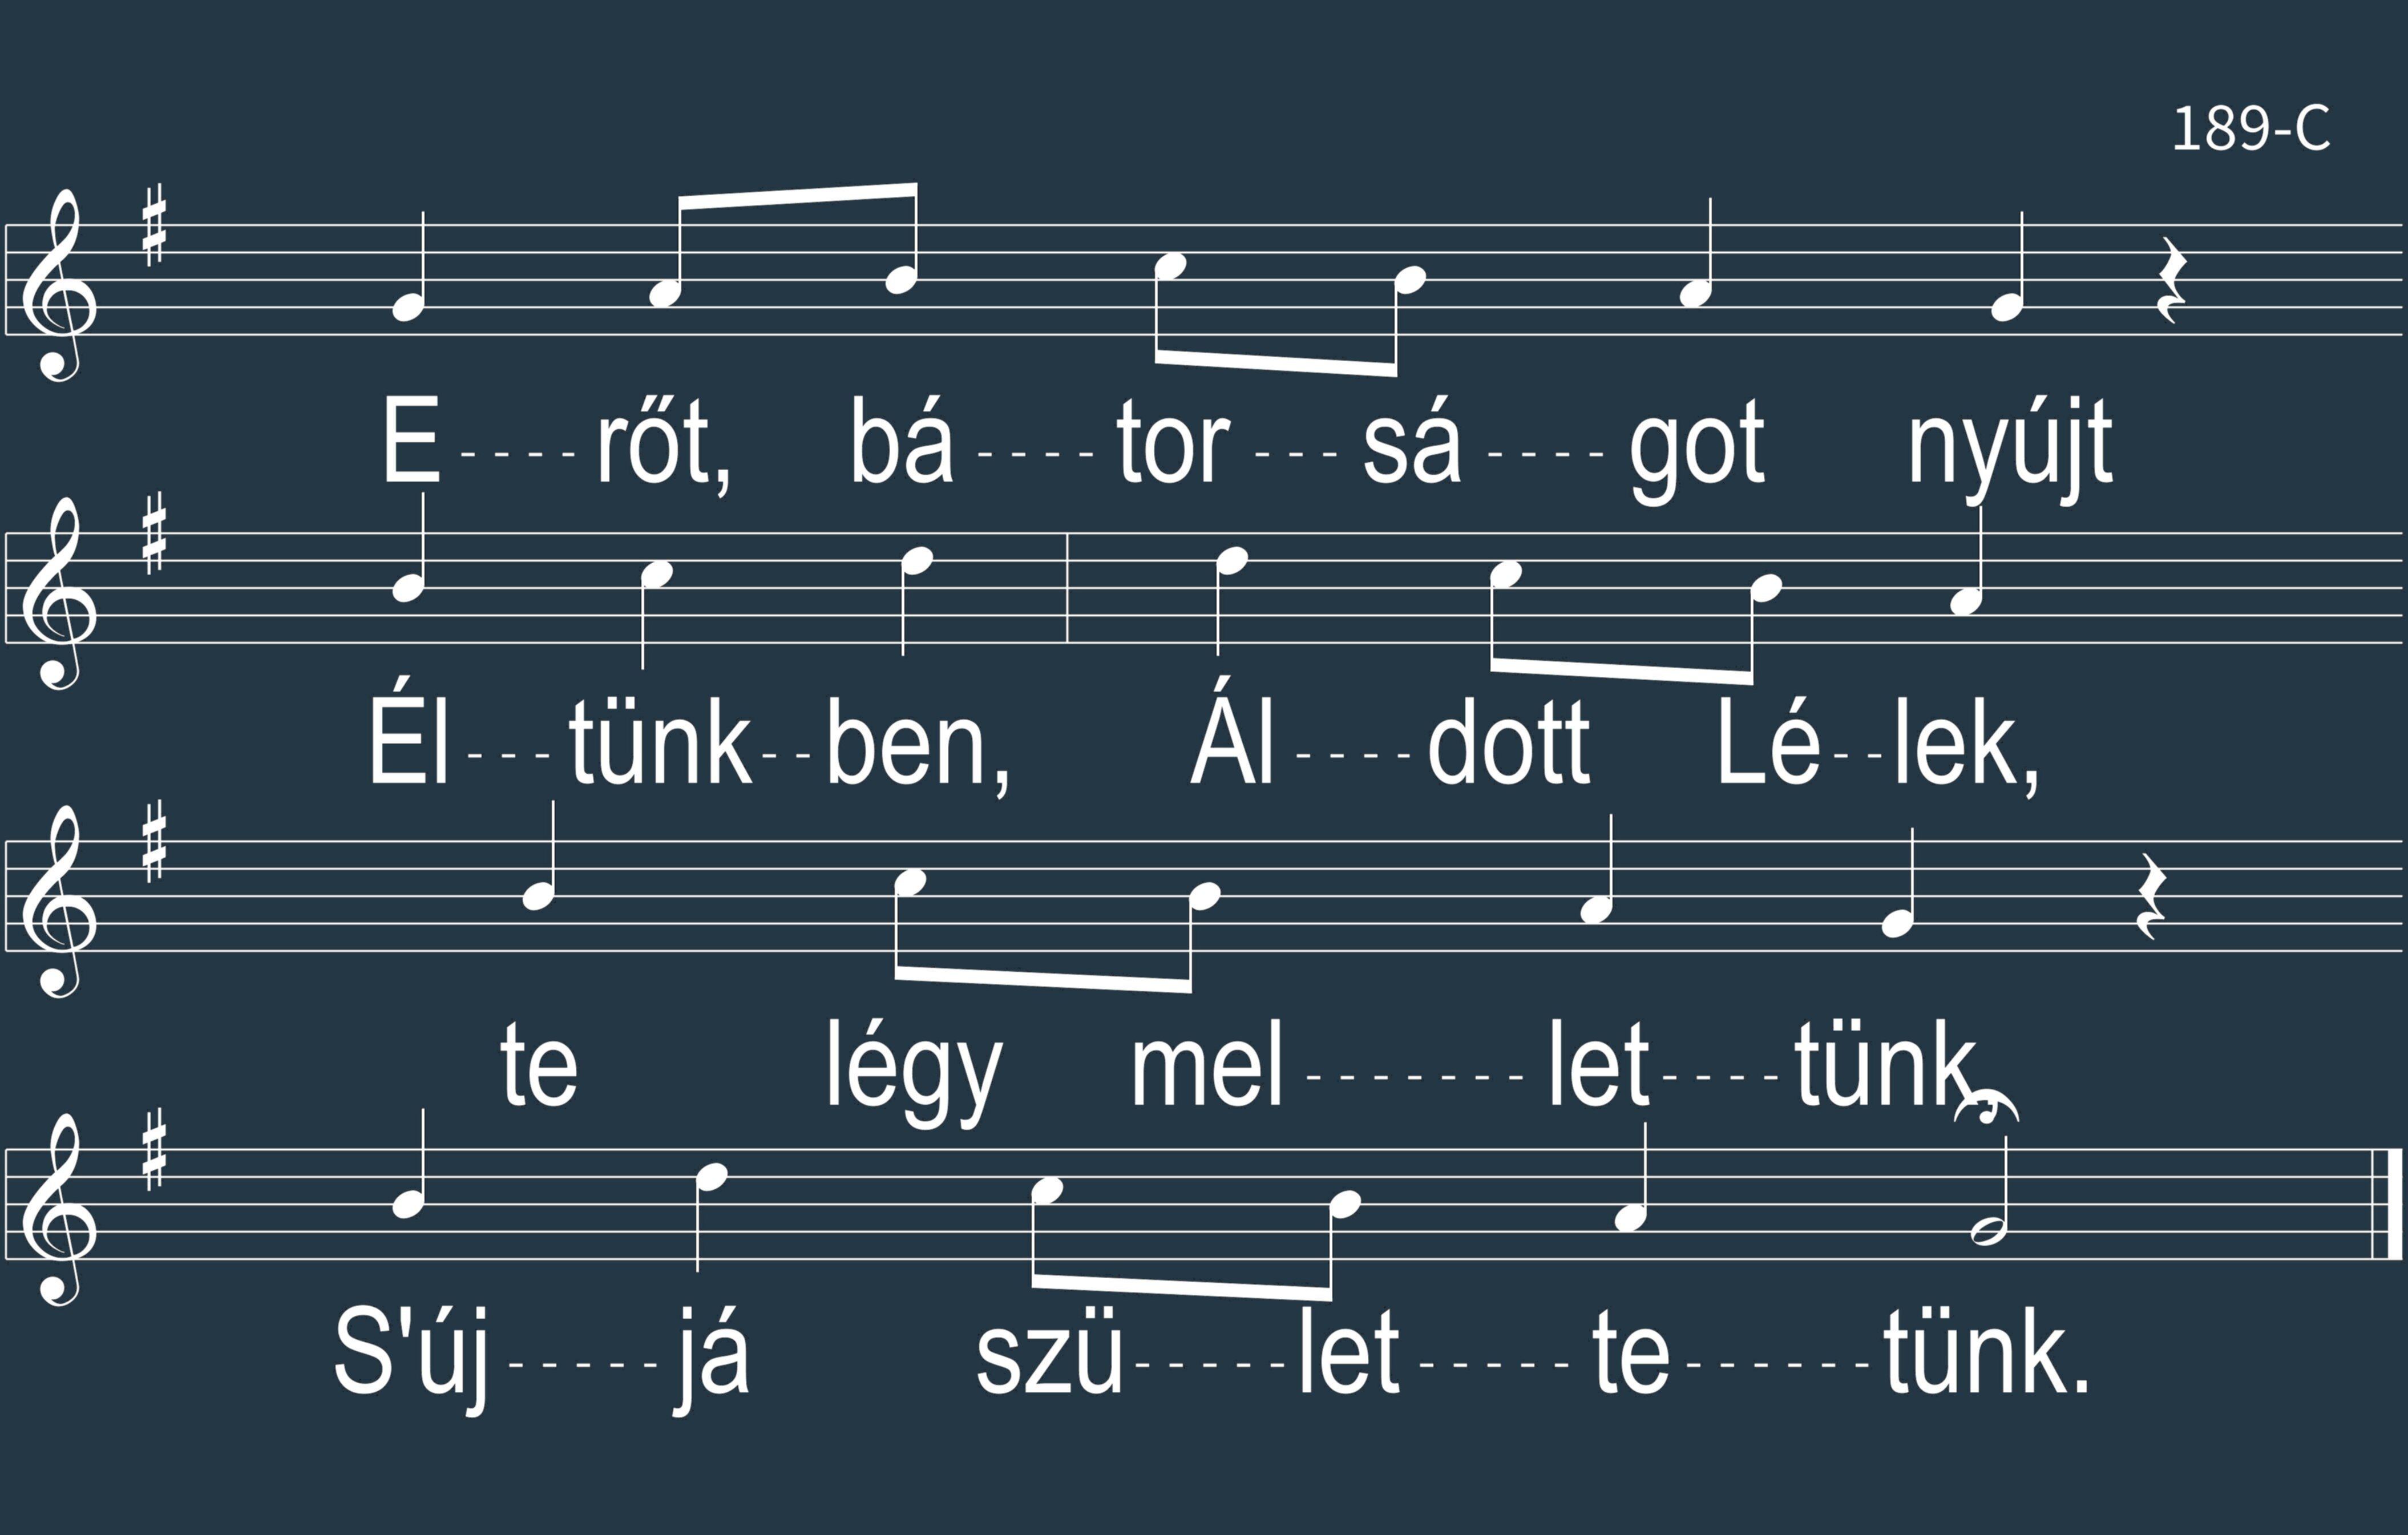 189-C
E----rőt, bá----tor---sá----got nyújt
Él---tünk--ben, Ál----dott Lé--lek,
te légy mel-------let----tünk,
S'új-----já szü-----let-----te------tünk.